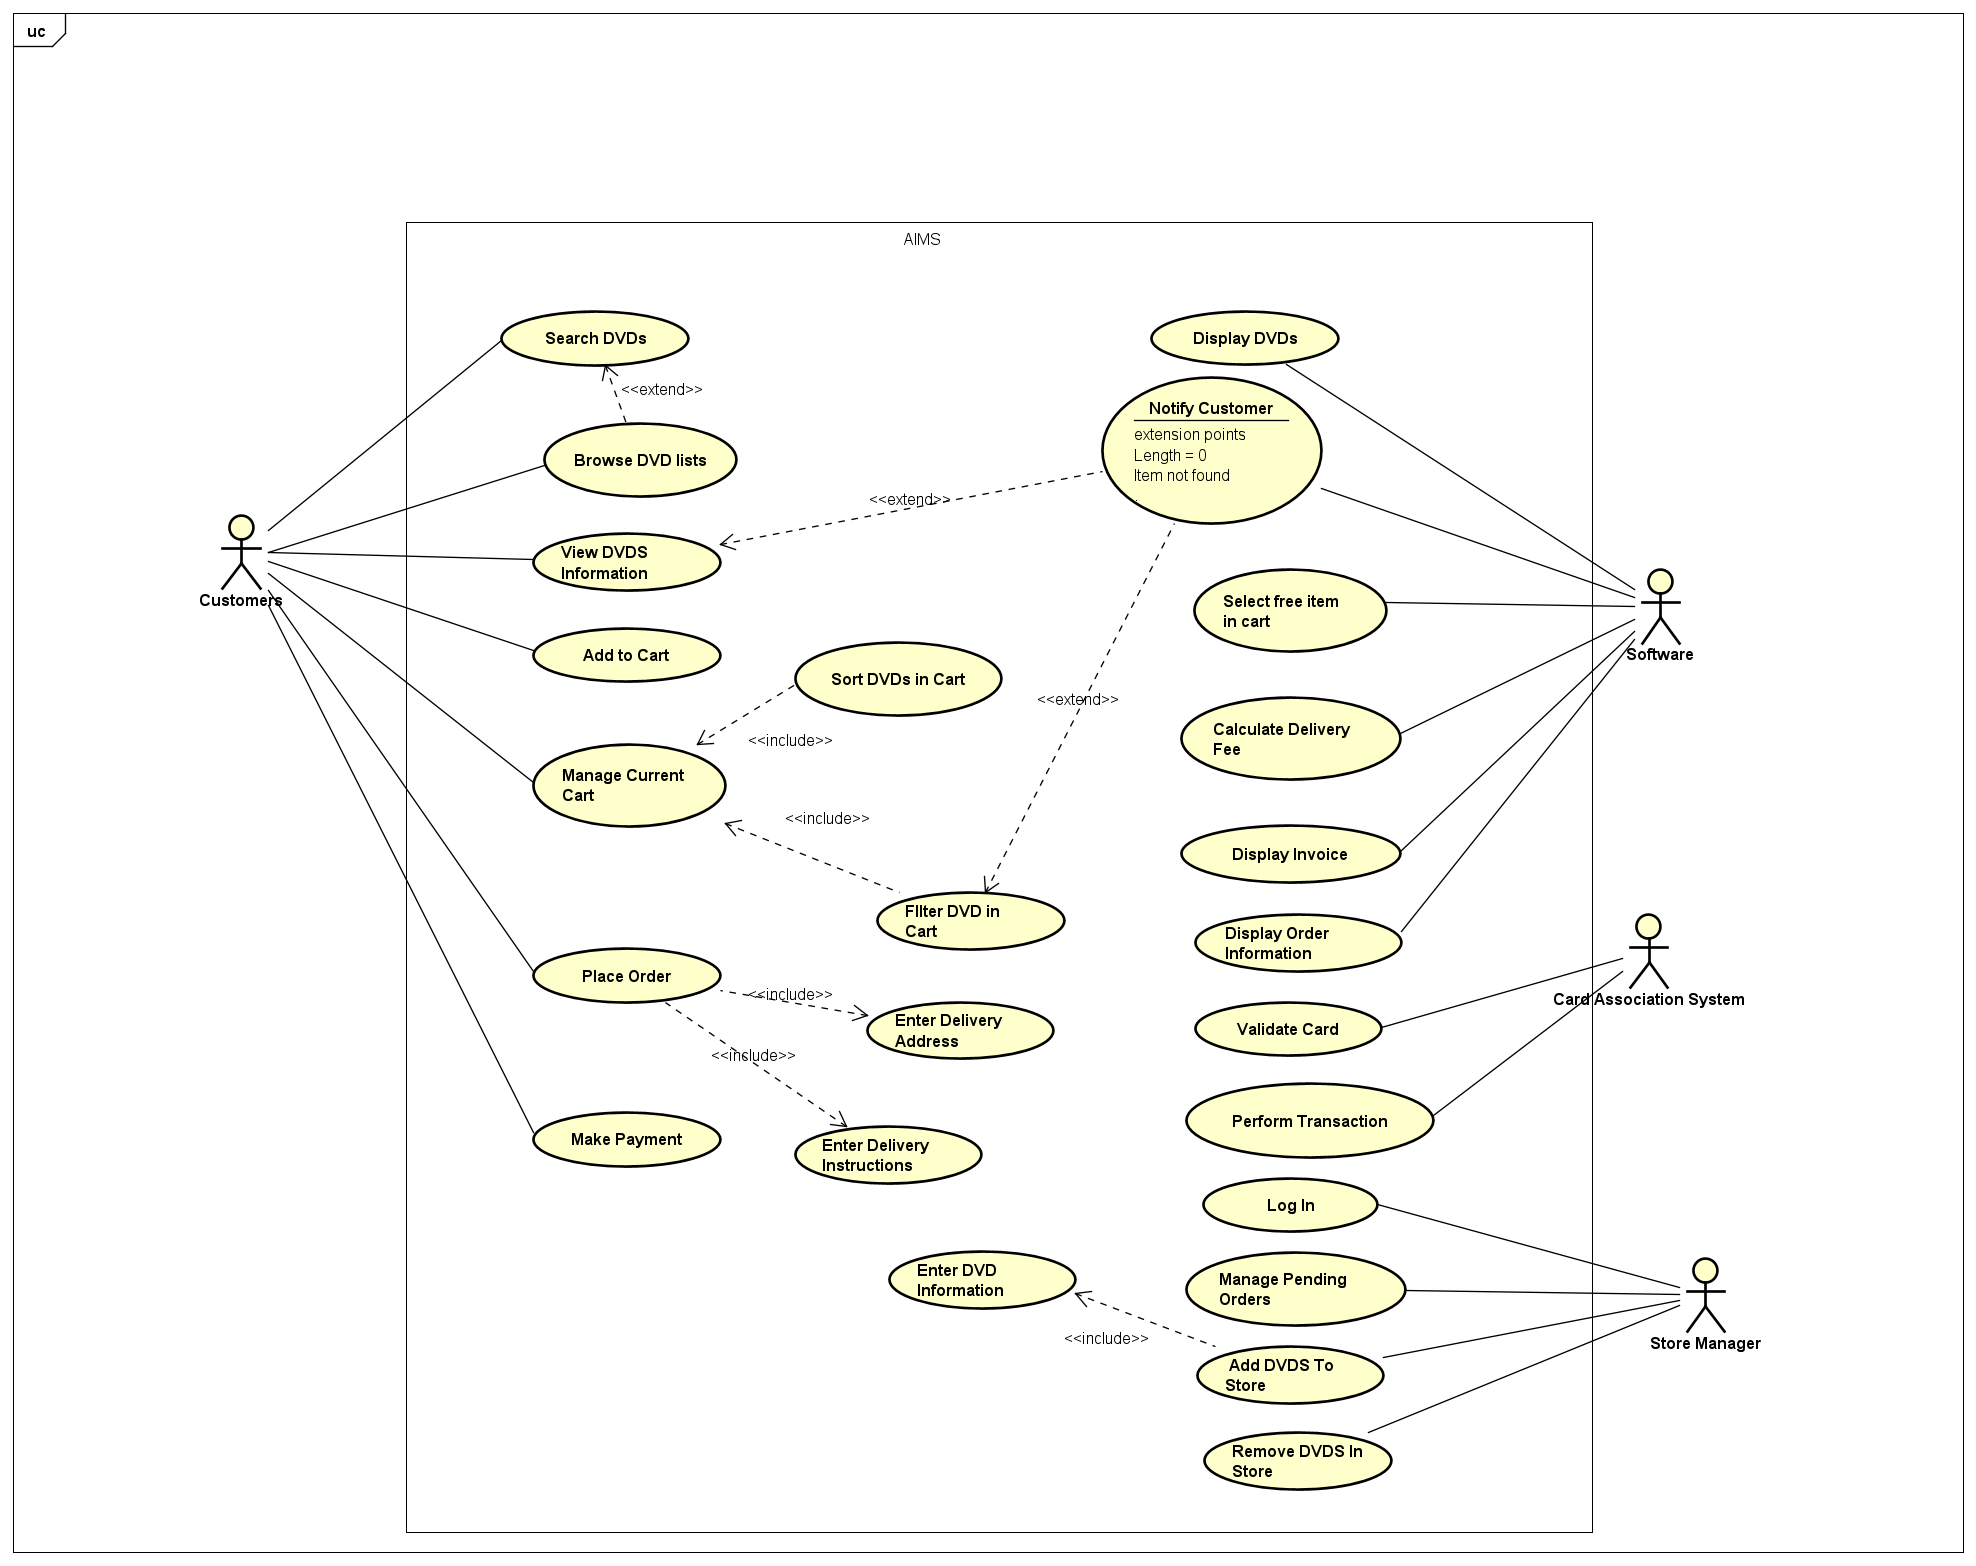 uc
AIMS
Search DVDs
Display DVDs
<<extend>>
Notify Customer
extension points
Length = 0
Item not found
.
Browse DVD lists
<<extend>>
View DVDS
Information
Customers
Select free item
in cart
Software
Add to Cart
Sort DVDs in Cart
<<extend>>
<<include>>
Calculate Delivery
Fee
Manage Current
Cart
<<include>>
Display Invoice
FIlter DVD in
Cart
Display Order
Information
Place Order
<<include>>
Card Association System
Enter Delivery
Address
Validate Card
<<include>>
Make Payment
Enter Delivery
Instructions
Perform Transaction
Log In
Enter DVD
Information
Manage Pending
Orders
<<include>>
Store Manager
Add DVDS To
Store
Remove DVDS In
Store